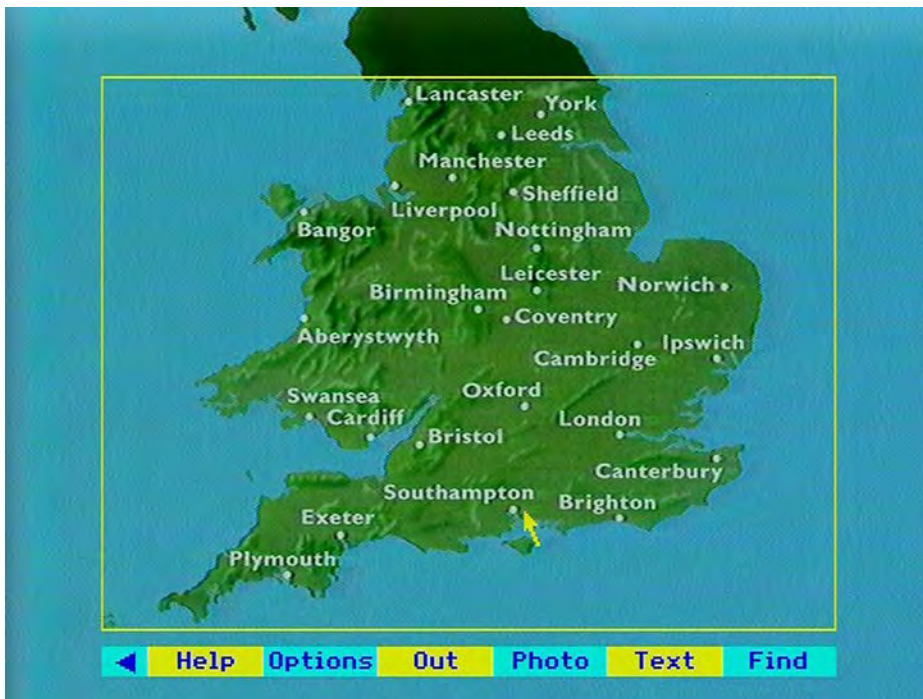 Lancaster
York
Leeds
Manchester
Sheffield
Liverpool
Bangor
Nottingham
Leicester
Norwich
Birmingham
Coventry
Aberystwyth
Ipswich
Cambridge
Oxford
Swansea
Cardiff
London
Bristol
Canterbury
Southampton
Brighton
Exeter
Plymouth
Help Options Out Photo Text Find